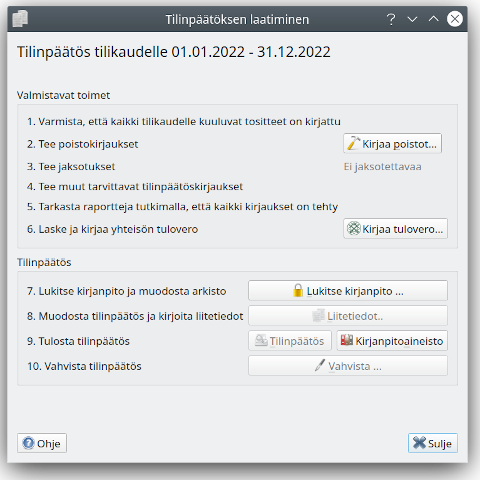 Tilinpäätöksen laatiminen
Tilinpäätös tilikaudelle 01.01.2022 - 31.12.2022
Valmistavat toimet
1. Varmista, että kaikki tilikaudelle kuuluvat tositteet on kirjattu
2. Tee poistokirjaukset Kirjaa poistot...
3. Tee jaksotukset Ei jaksotettavaa
4. Tee muut tarvittavat tilinpäätöskirjaukset
5. Tarkasta raportteja tutkimalla, että kaikki kirjaukset on tehty
6. Laske ja kirjaa yhteisön tulovero Kirjaa tulovero...
Tilinpäätös
7. Lukitse kirjanpito ja muodosta arkisto Lukitse kirjanpito ...
8. Muodosta tilinpäätös ja kirjoita liitetiedot Liitetiedot..
9. Tulosta tilinpäätös Tilinpäätös Kirjanpitoaineisto
10. Vahvista tilinpäätös Vahvista ...
Ohje Sulje